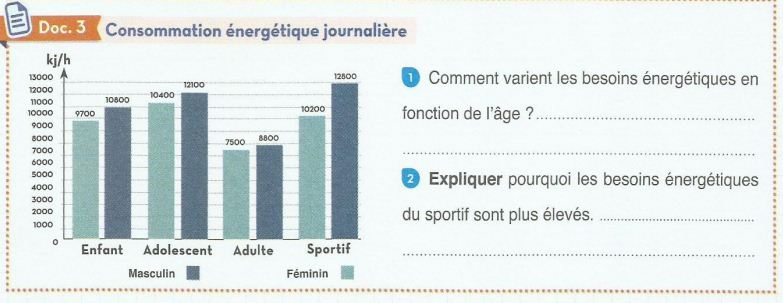 Doc. 3 Consommation énergétique journalière
kj/h
13000
12000
11000
10000
9000
8000
7000
6000
5000
4000
3000
2000
1000
0
9700
10800
10400
12100
7500
8800
10200
12800
Enfant Adolescent Adulte Sportif
Masculin Féminin
1 Comment varient les besoins énergétiques en
fonction de l'âge ?
2 Expliquer pourquoi les besoins énergétiques
du sportif sont plus élevés.